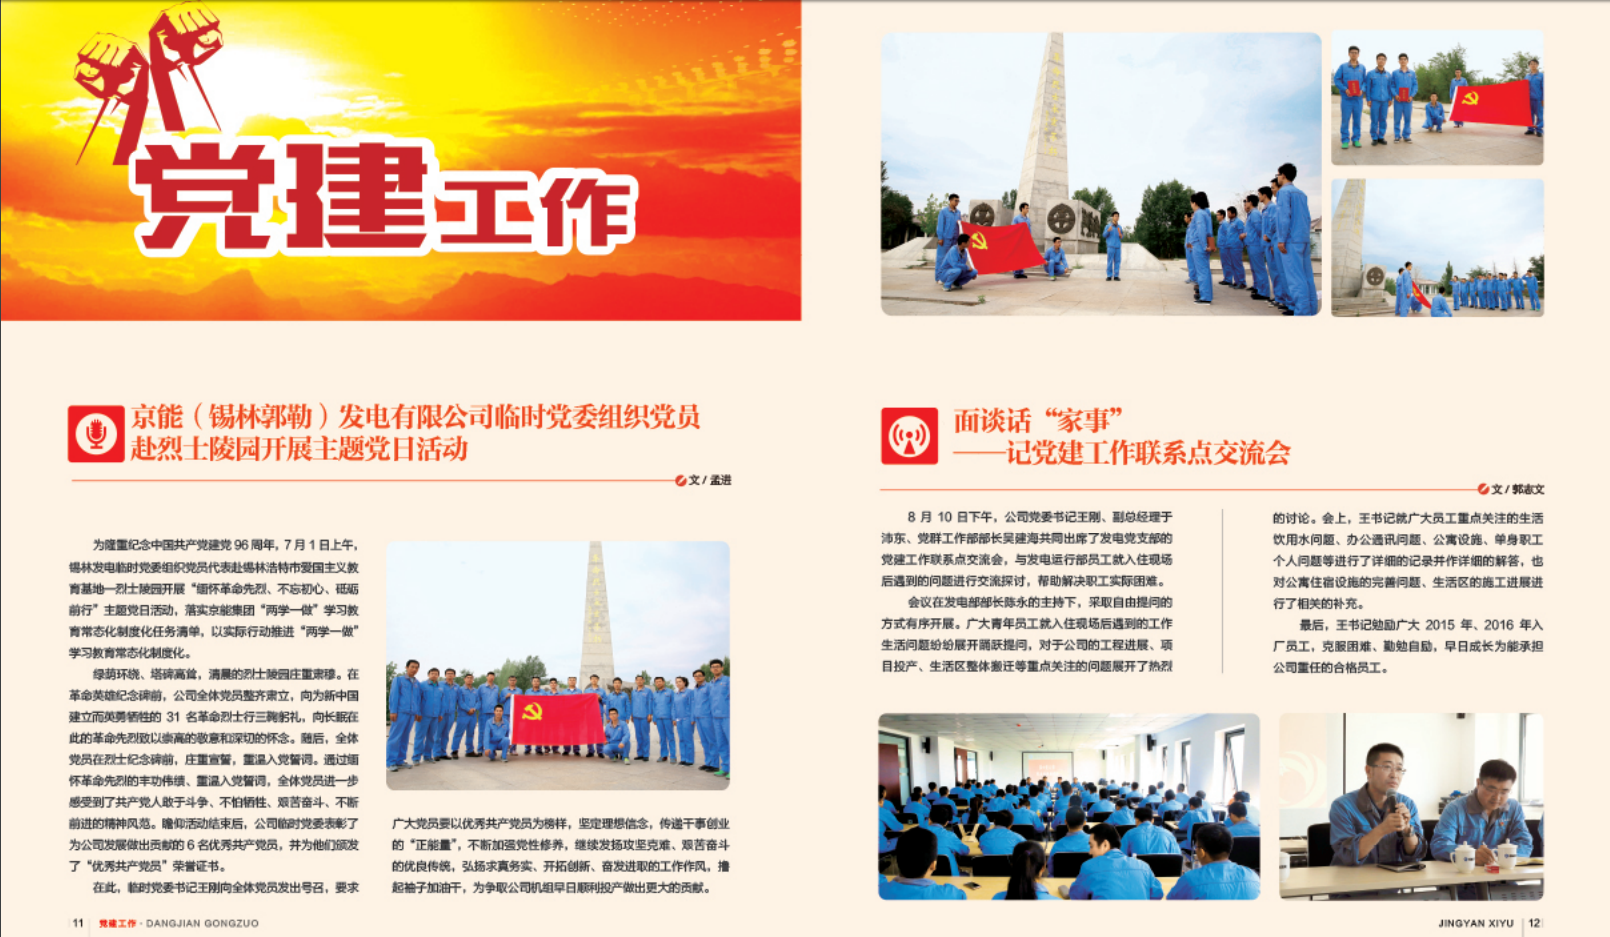 党建工作
京能（锡林郭勒）发电有限公司临时党委组织党员
赴烈士陵园开展主题党日活动
文 / 孟进
为隆重纪念中国共产党建党 96 周年，7 月 1 日上午，
锡林发电临时党委组织党员代表赴锡林浩特市爱国主义教
育基地—烈士陵园开展“缅怀革命先烈、不忘初心、砥砺
前行”主题党日活动，落实京能集团“两学一做”学习教
育常态化制度化任务清单，以实际行动推进“两学一做”
学习教育常态化制度化。
绿荫环绕、塔碑高耸，清晨的烈士陵园庄重肃穆。在
革命英雄纪念碑前，公司全体党员整齐肃立，向为新中国
建立而英勇牺牲的 31 名革命烈士行三鞠躬礼，向长眠在
此的革命先烈致以崇高的敬意和深切的怀念。随后，全体
党员在烈士纪念碑前，庄重宣誓，重温入党誓词。通过缅
怀革命先烈的丰功伟绩、重温入党誓词，全体党员进一步
感受到了共产党人敢于斗争、不怕牺牲、艰苦奋斗、不断
前进的精神风范。瞻仰活动结束后，公司临时党委表彰了
为公司发展做出贡献的 6 名优秀共产党员，并为他们颁发
了“优秀共产党员”荣誉证书。
在此，临时党委书记王刚向全体党员发出号召，要求
广大党员要以优秀共产党员为榜样，坚定理想信念，传递干事创业
的“正能量”，不断加强党性修养，继续发扬攻坚克难、艰苦奋斗
的优良传统，弘扬求真务实、开拓创新、奋发进取的工作作风，撸
起袖子加油干，为争取公司机组早日顺利投产做出更大的贡献。
11 党建工作 · DANGJIAN GONGZUO
面谈话“家事”
——记党建工作联系点交流会
文 / 郭志文
8 月 10 日下午，公司党委书记王刚、副总经理于
沛东、党群工作部部长吴建海共同出席了发电党支部的
党建工作联系点交流会，与发电运行部员工就入住现场
后遇到的问题进行交流探讨，帮助解决职工实际困难。
会议在发电部部长陈永的主持下，采取自由提问的
方式有序开展。广大青年员工就入住现场后遇到的工作
生活问题纷纷展开踊跃提问，对于公司的工程进展、项
目投产、生活区整体搬迁等重点关注的问题展开了热烈
的讨论。会上，王书记就广大员工重点关注的生活
饮用水问题、办公通讯问题、公寓设施、单身职工
个人问题等进行了详细的记录并作详细的解答，也
对公寓住宿设施的完善问题、生活区的施工进展进
行了相关的补充。
最后，王书记勉励广大 2015 年、2016 年入
厂员工，克服困难、勤勉自励，早日成长为能承担
公司重任的合格员工。
JINGYAN XIYU 12